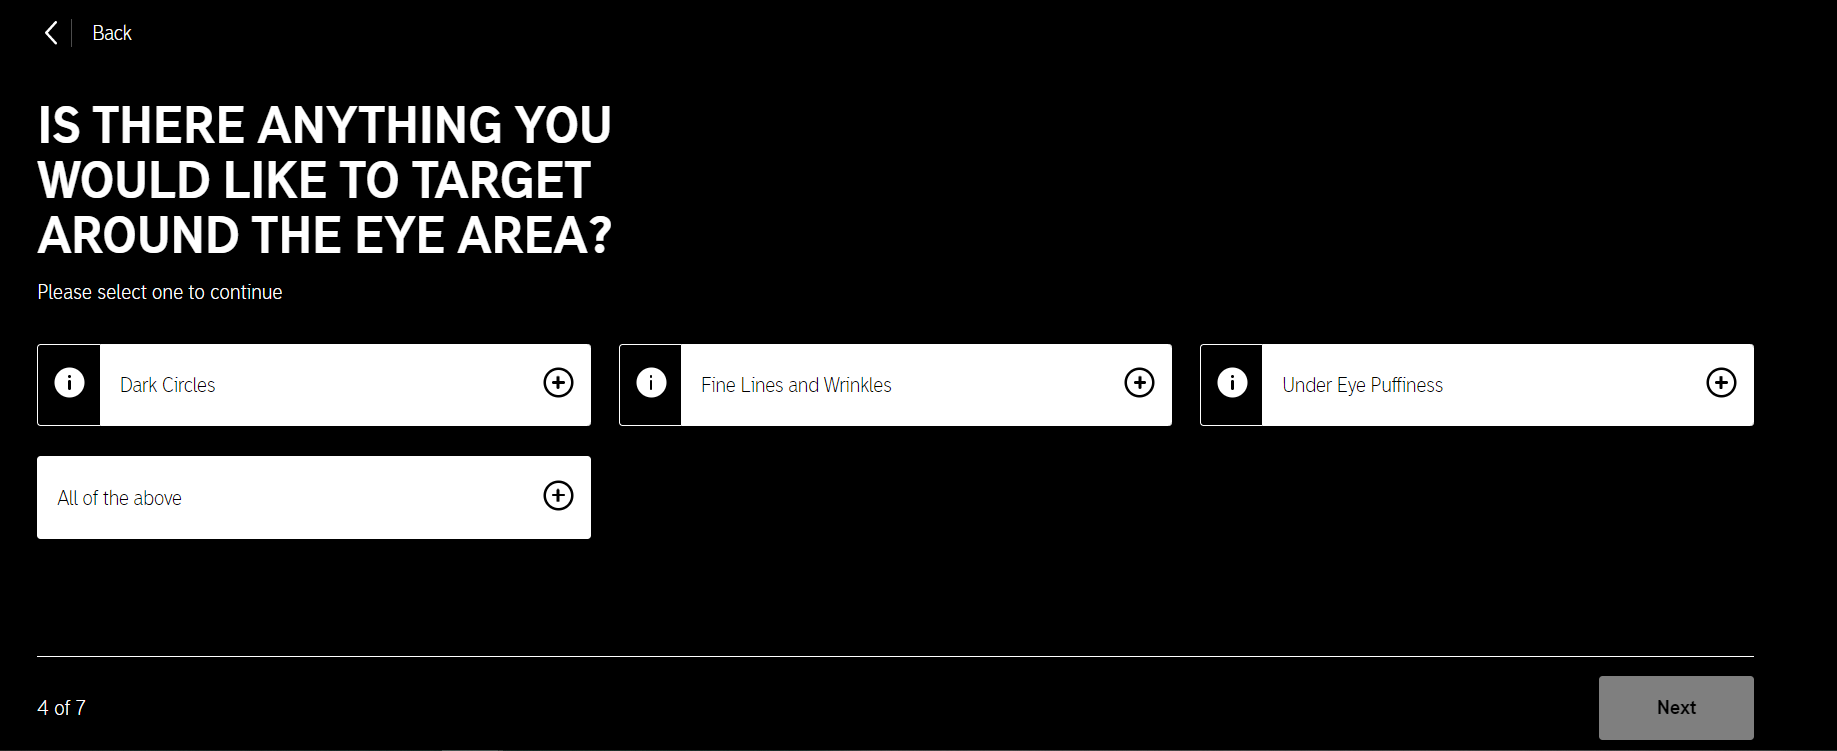 Back
IS THERE ANYTHING YOU
WOULD LIKE TO TARGET
AROUND THE EYE AREA?
Please select one to continue
Dark Circles
Fine Lines and Wrinkles
Under Eye Puffiness
All of the above
4 of 7
Next